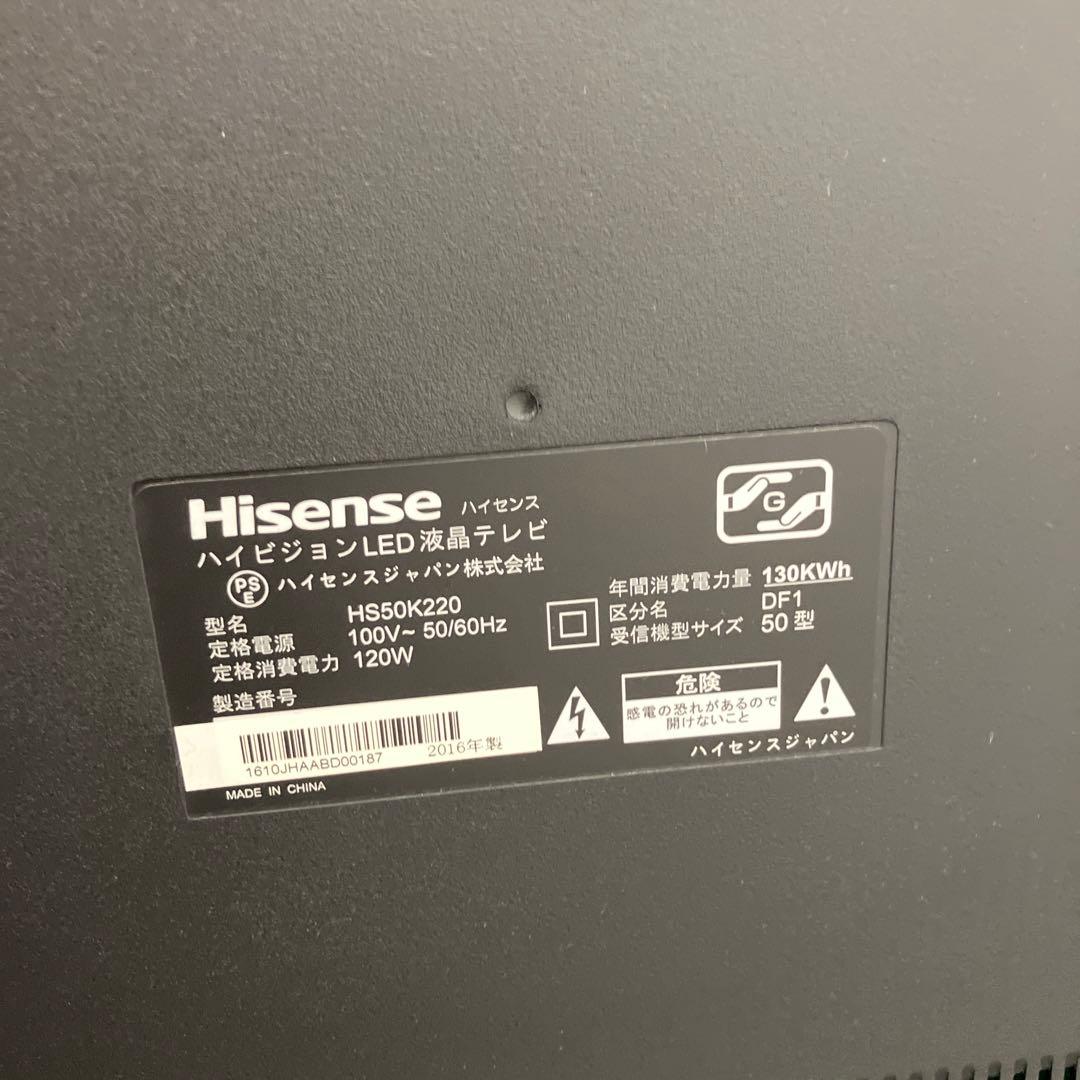 Hisense ハイセンス
ハイビジョンLED液晶テレビ
PS E ハイセンスジャパン株式会社
型名 HS50K220
定格電源 100V~ 50/60Hz
定格消費電力 120W
製造番号
1610JHAABD00187 2016年製
MADE IN CHINA
G
年間消費電力量 130KWh
区分名 DF1
受信機型サイズ 50型
危険
感電の恐れがあるので
開けないこと
ハイセンスジャパン